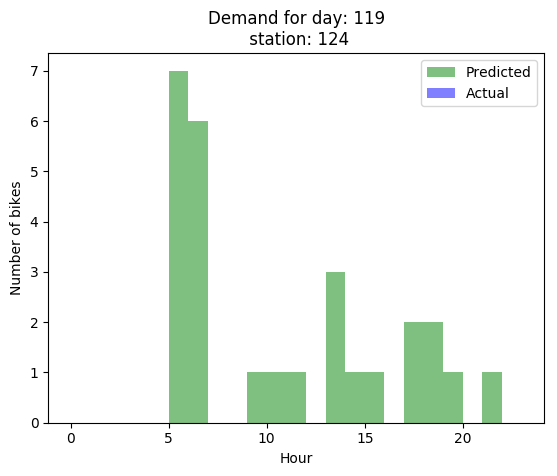 Demand for day: 119
station: 124
Predicted
Actual
7
6
5
4
3
2
1
0
Number of bikes
0 5 10 15 20
Hour